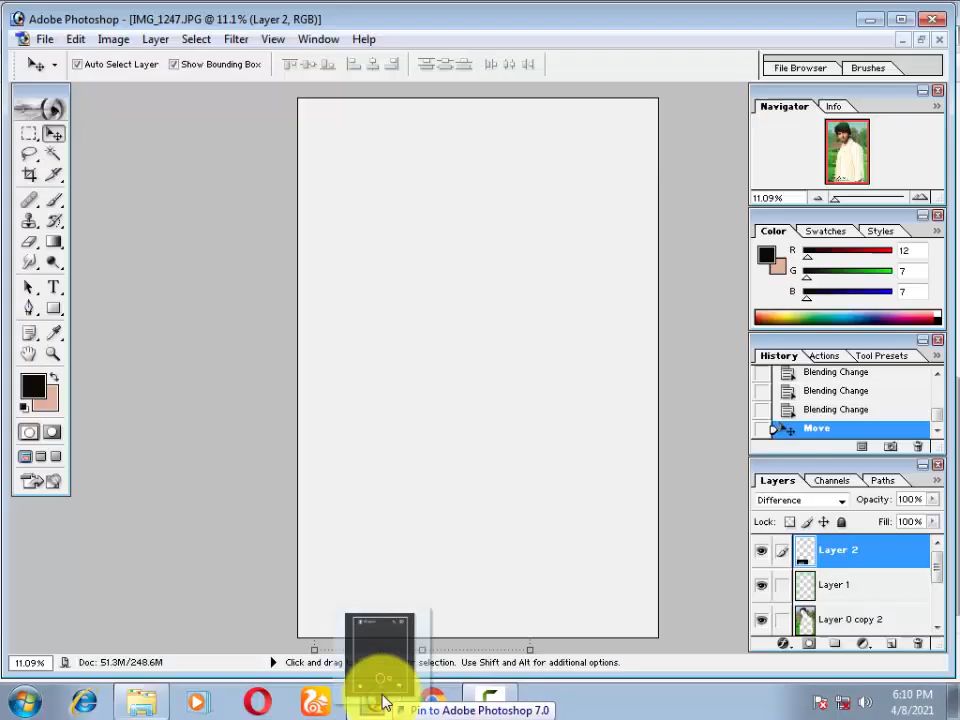 Adobe Photoshop - [IMG_1247.JPG @ 11.1% (Layer 2, RGB)]
File Edit Image Layer Select Filter View Window Help
Auto Select Layer Show Bounding Box File Browser Brushes
Navigator Info
11.09%
Color Swatches Styles
R 12
G 7
B 7
History Actions Tool Presets
Blending Change
Blending Change
Blending Change
Move
Layers Channels Paths
Difference Opacity: 100%
Lock: Fill: 100%
Layer 2
Layer 1
Layer 0 copy 2
11.09% Doc: 51.3M/248.6M Click and drag selection. Use Shift and Alt for additional options.
Pin to Adobe Photoshop 7.0
6:10 PM
4/8/2021